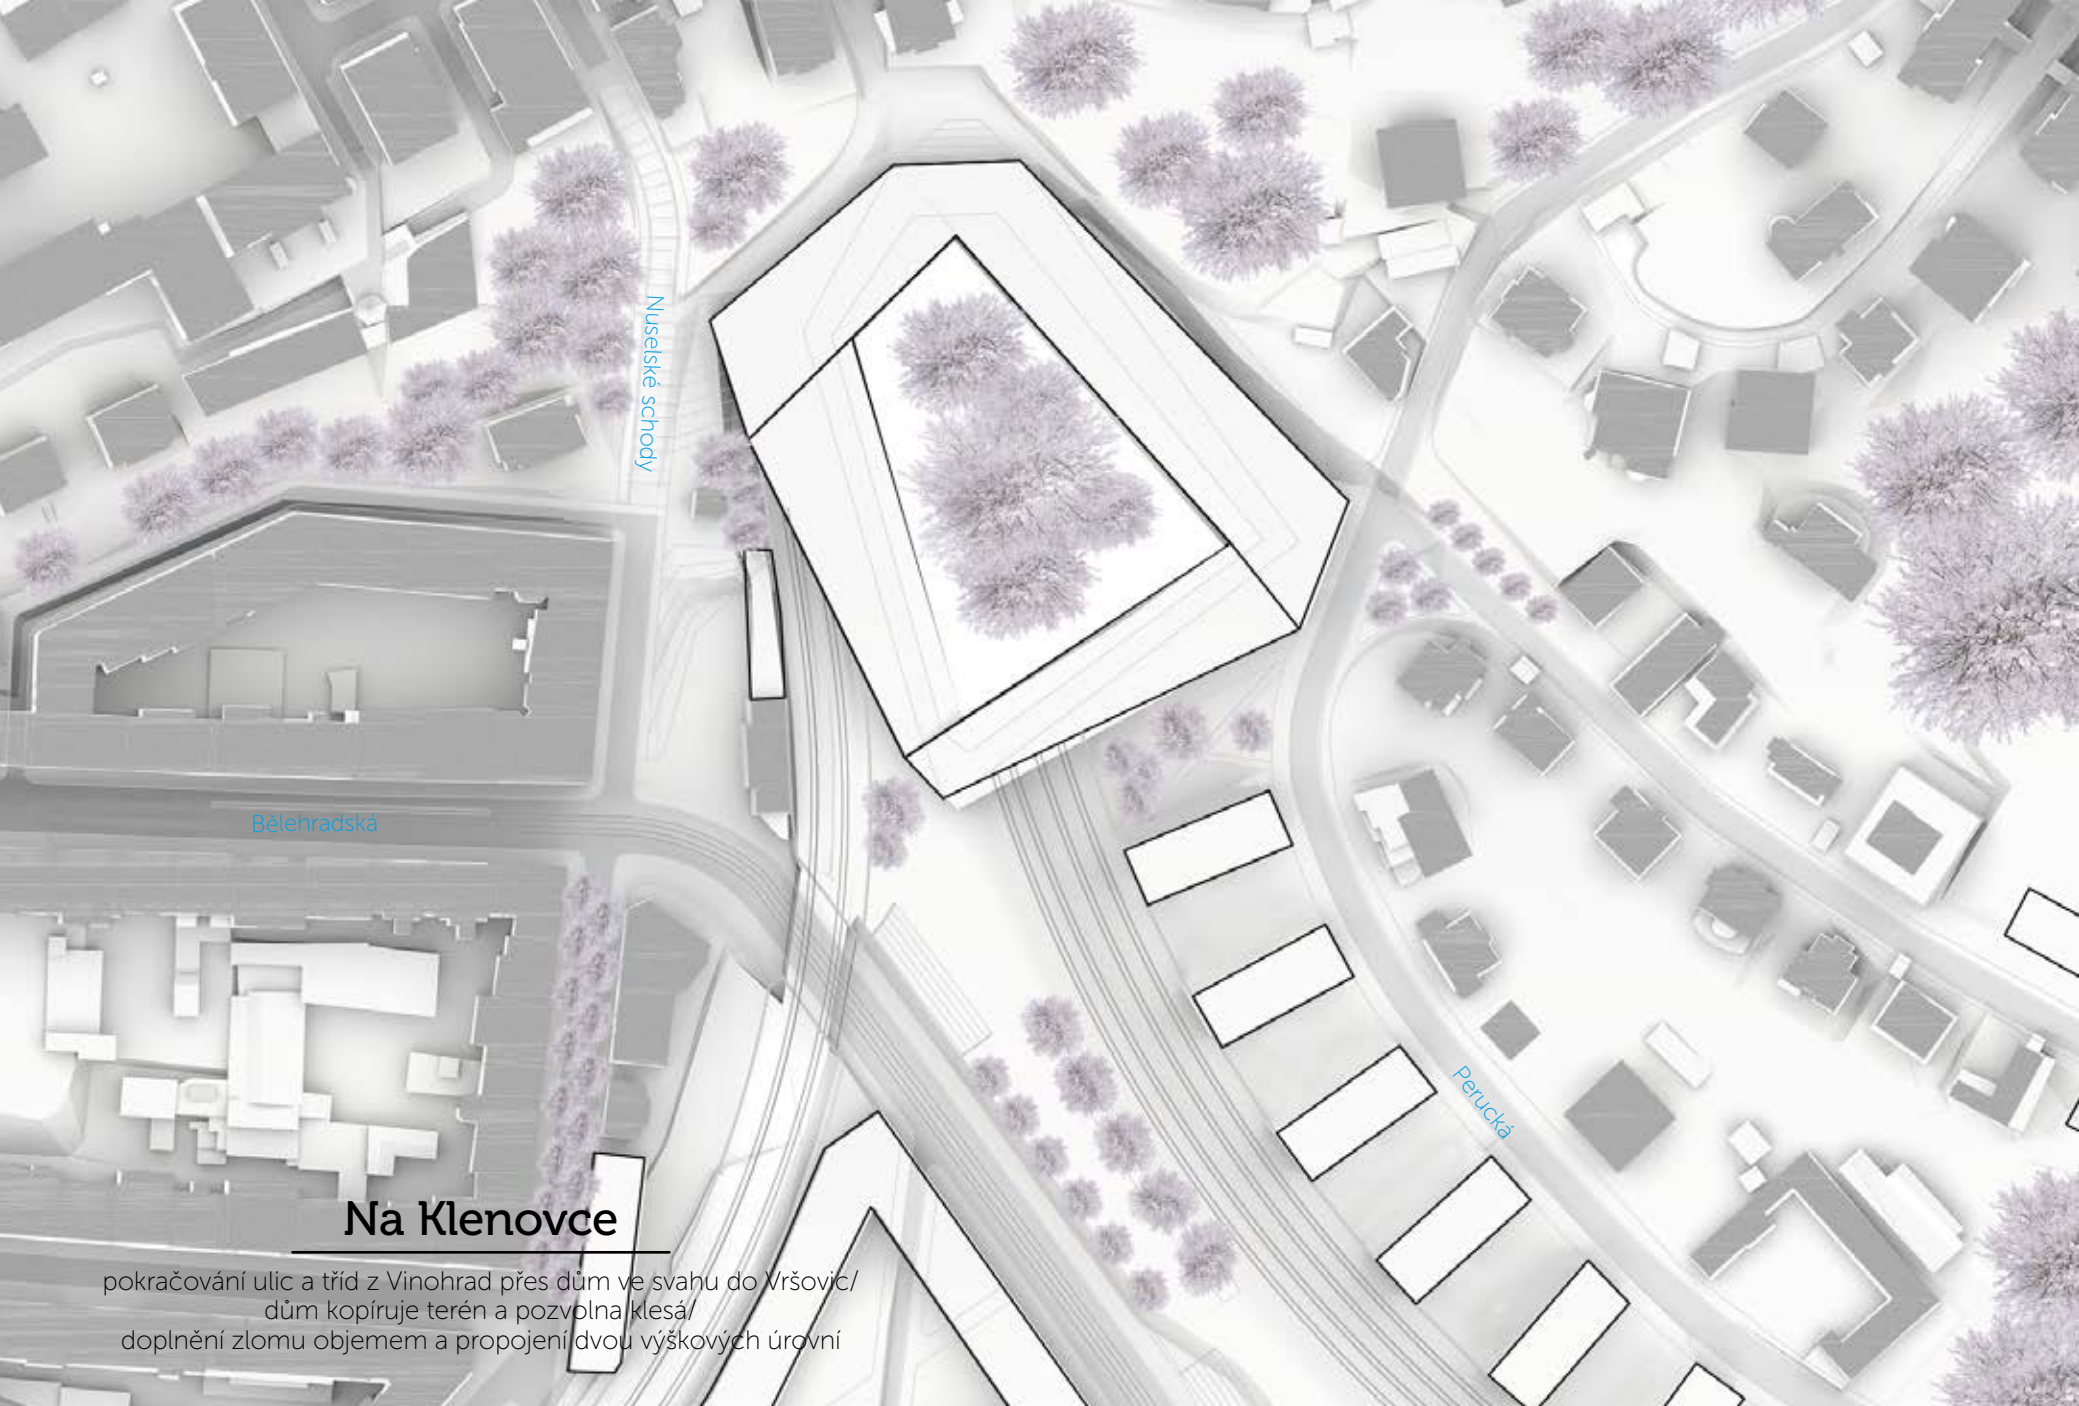 Nuselské schody
Bělehradská
Perucká
Na Klenovce
pokračování ulic a tříd z Vinohrad přes dům ve svahu do Vršovic/
dům kopíruje terén a pozvolna klesá/
doplnění zlomu objemem a propojení dvou výškových úrovní